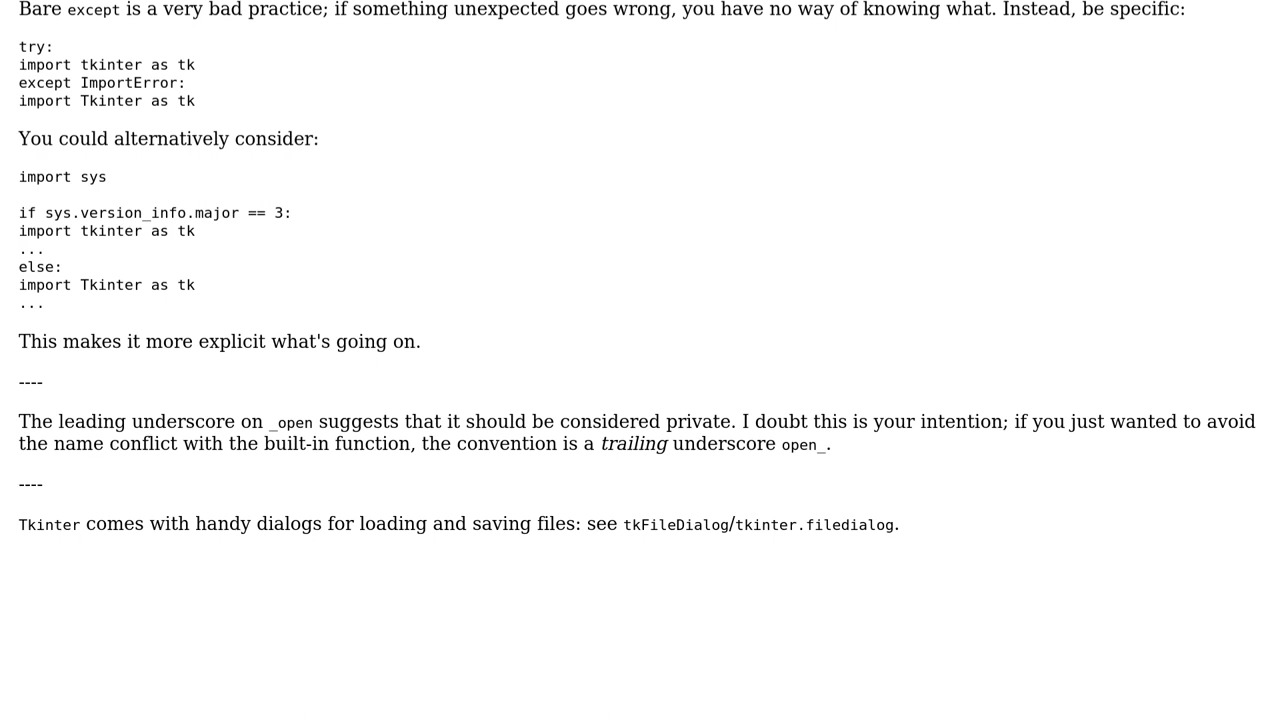 Bare except is a very bad practice; if something unexpected goes wrong, you have no way of knowing what. Instead, be specific:
try:
import tkinter as tk
except ImportError:
import Tkinter as tk
You could alternatively consider:
import sys
if sys.version_info.major == 3:
import tkinter as tk
...
else:
import Tkinter as tk
...
This makes it more explicit what's going on.
----
The leading underscore on _open suggests that it should be considered private. I doubt this is your intention; if you just wanted to avoid
the name conflict with the built-in function, the convention is a trailing underscore open_.
----
Tkinter comes with handy dialogs for loading and saving files: see tkFileDialog/tkinter.filedialog.